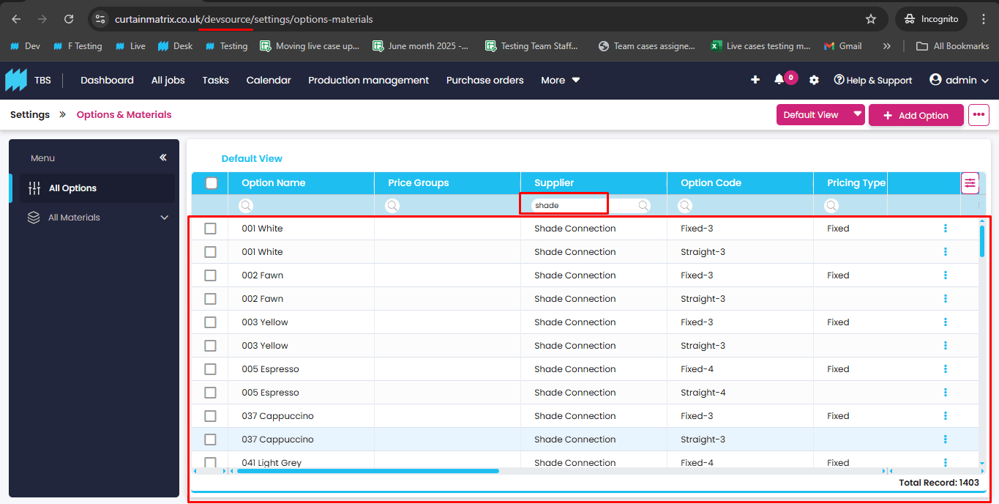 curtainmatrix.co.uk/devsource/settings/options-materials
Incognito
Dev F Testing Live Desk Testing Moving live case up... June month 2025 -... Testing Team Staff... Team cases assigne... Live cases testing m... Gmail » All Bookmarks
TBS Dashboard All jobs Tasks Calendar Production management Purchase orders More 0 Help & Support admin
Settings » Options & Materials Default View + Add Option
Menu
All Options
All Materials
Default View
Option Name Price Groups Supplier Option Code Pricing Type
shade
001 White Shade Connection Fixed-3 Fixed
001 White Shade Connection Straight-3
002 Fawn Shade Connection Fixed-3 Fixed
002 Fawn Shade Connection Straight-3
003 Yellow Shade Connection Fixed-3 Fixed
003 Yellow Shade Connection Straight-3
005 Espresso Shade Connection Fixed-4 Fixed
005 Espresso Shade Connection Straight-4
037 Cappuccino Shade Connection Fixed-3 Fixed
037 Cappuccino Shade Connection Straight-3
041 Light Grey Shade Connection Fixed-4 Fixed
Total Record: 1403